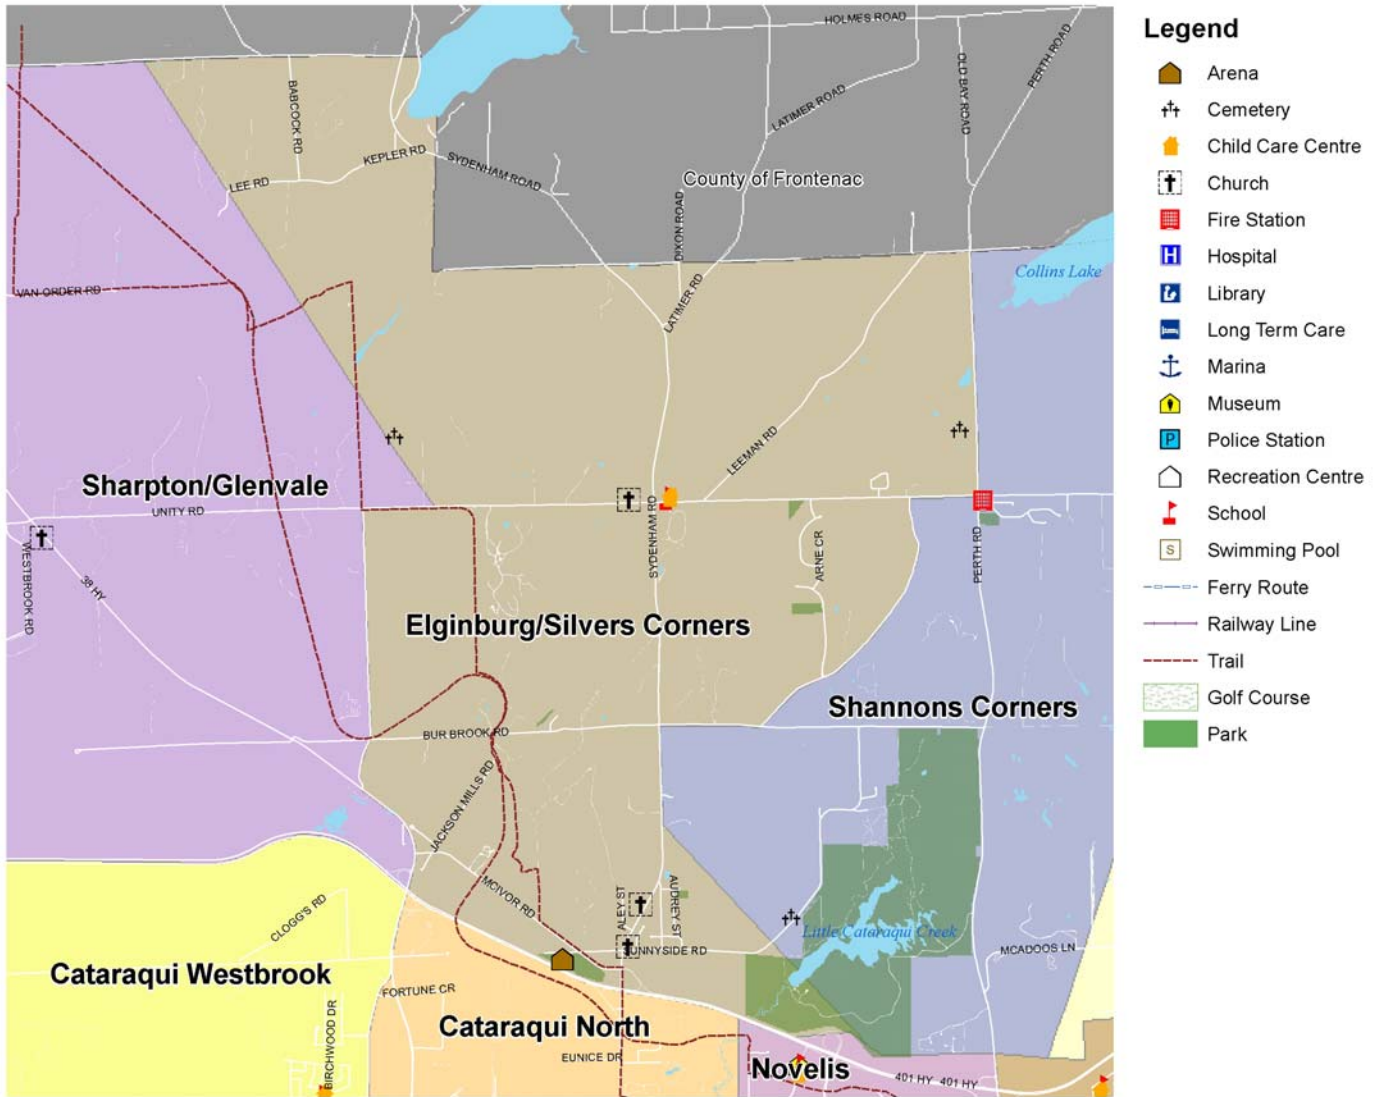 HOLMES ROAD
PERTH ROAD
OLD BAY ROAD
LATIMER ROAD
BABCOCK RD
KEPLER RD
LEE RD
SYDENHAM ROAD
County of Frontenac
DIXON ROAD
Collins Lake
VAN ORDER RD
LATIMER RD
LEEMAN RD
Sharpton/Glenvale
UNITY RD
WESTBROOK RD
38 HY
SYDENHAM RD
ARNE CR
PERTH RD
Elginburg/Silvers Corners
Shannons Corners
BUR BROOK RD
JACKSON MILLS RD
MCIVOR RD
ALEY ST
AUDREY ST
CLOGG'S RD
SUNNYSIDE RD
Little Cataraqui Creek
MCADOOS LN
Cataraqui Westbrook
FORTUNE CR
Cataraqui North
BIRCHWOOD DR
EUNICE DR
Novelis
401 HY 401 HY
Legend
Arena
Cemetery
Child Care Centre
Church
Fire Station
H Hospital
Library
Long Term Care
Marina
Museum
P Police Station
Recreation Centre
School
S Swimming Pool
Ferry Route
Railway Line
Trail
Golf Course
Park